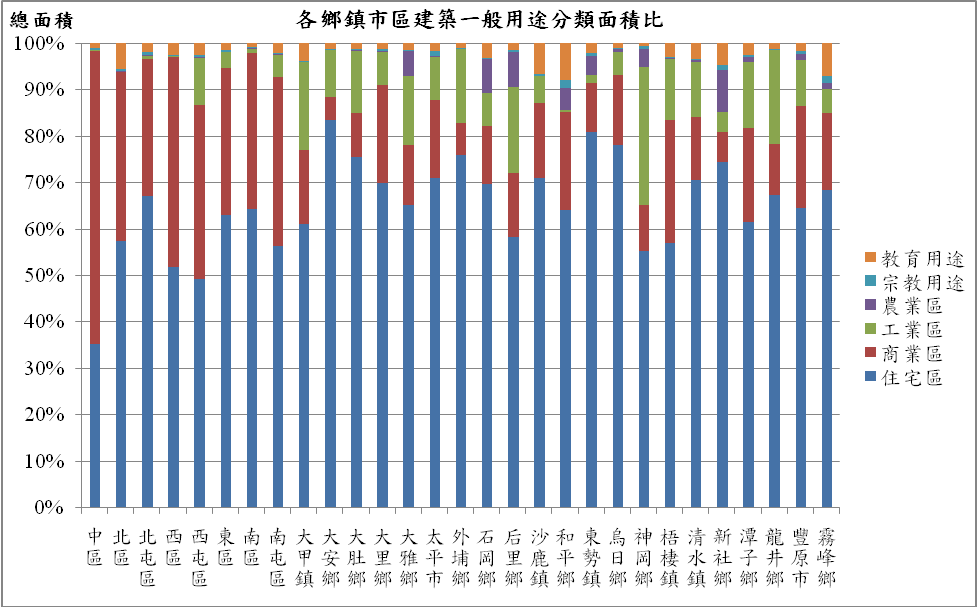 總面積
各鄉鎮市區建築一般用途分類面積比
100%
90%
80%
70%
60%
50%
40%
30%
20%
10%
0%
教育用途
宗教用途
農業區
工業區
商業區
住宅區
中區
北區
北屯區
西區
西屯區
東區
南區
南屯區
大甲鎮
大安鄉
大肚鄉
大里鄉
大雅鄉
太平市
外埔鄉
石岡鄉
后里鄉
沙鹿鎮
和平鄉
東勢鎮
烏日鄉
神岡鄉
梧棲鎮
清水鎮
新社鄉
潭子鄉
龍井鄉
豐原市
霧峰鄉